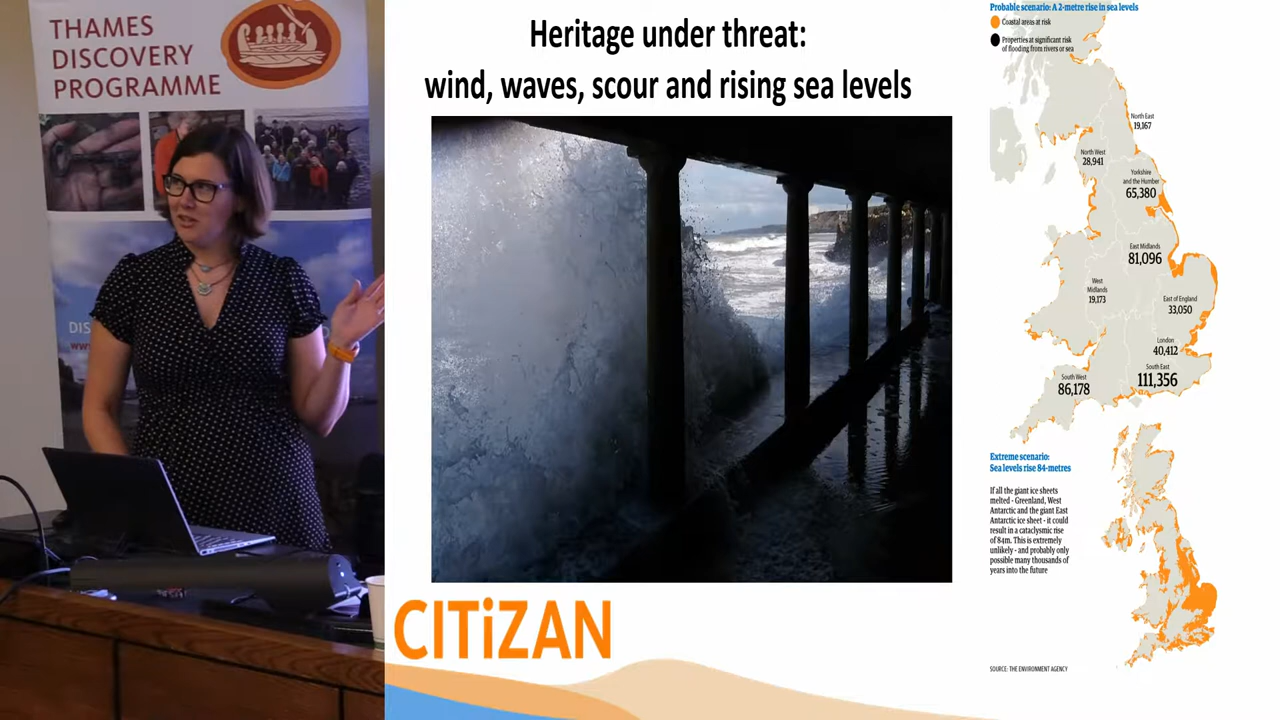 THAMES
DISCOVERY
PROGRAMME
DIS
Heritage under threat:
wind, waves, scour and rising sea levels
CITiZAN
Probable scenario: A 2-metre rise in sea levels
Coastal areas at risk
Properties at significant risk
of flooding from rivers or sea
North East
19,167
North West
28,941
Yorkshire
and the Humber
65,380
East Midlands
81,096
West
Midlands
19,173
East of England
33,050
London
40,412
South East
111,356
South West
86,178
Extreme scenario:
Sea levels rise 84-metres
If all the giant ice sheets
melted - Greenland, West
Antarctic and the giant East
Antarctic ice sheet - it could
result in a cataclysmic rise
of 84m. This is extremely
unlikely - and probably only
possible many thousands of
years into the future
SOURCE: THE ENVIRONMENT AGENCY